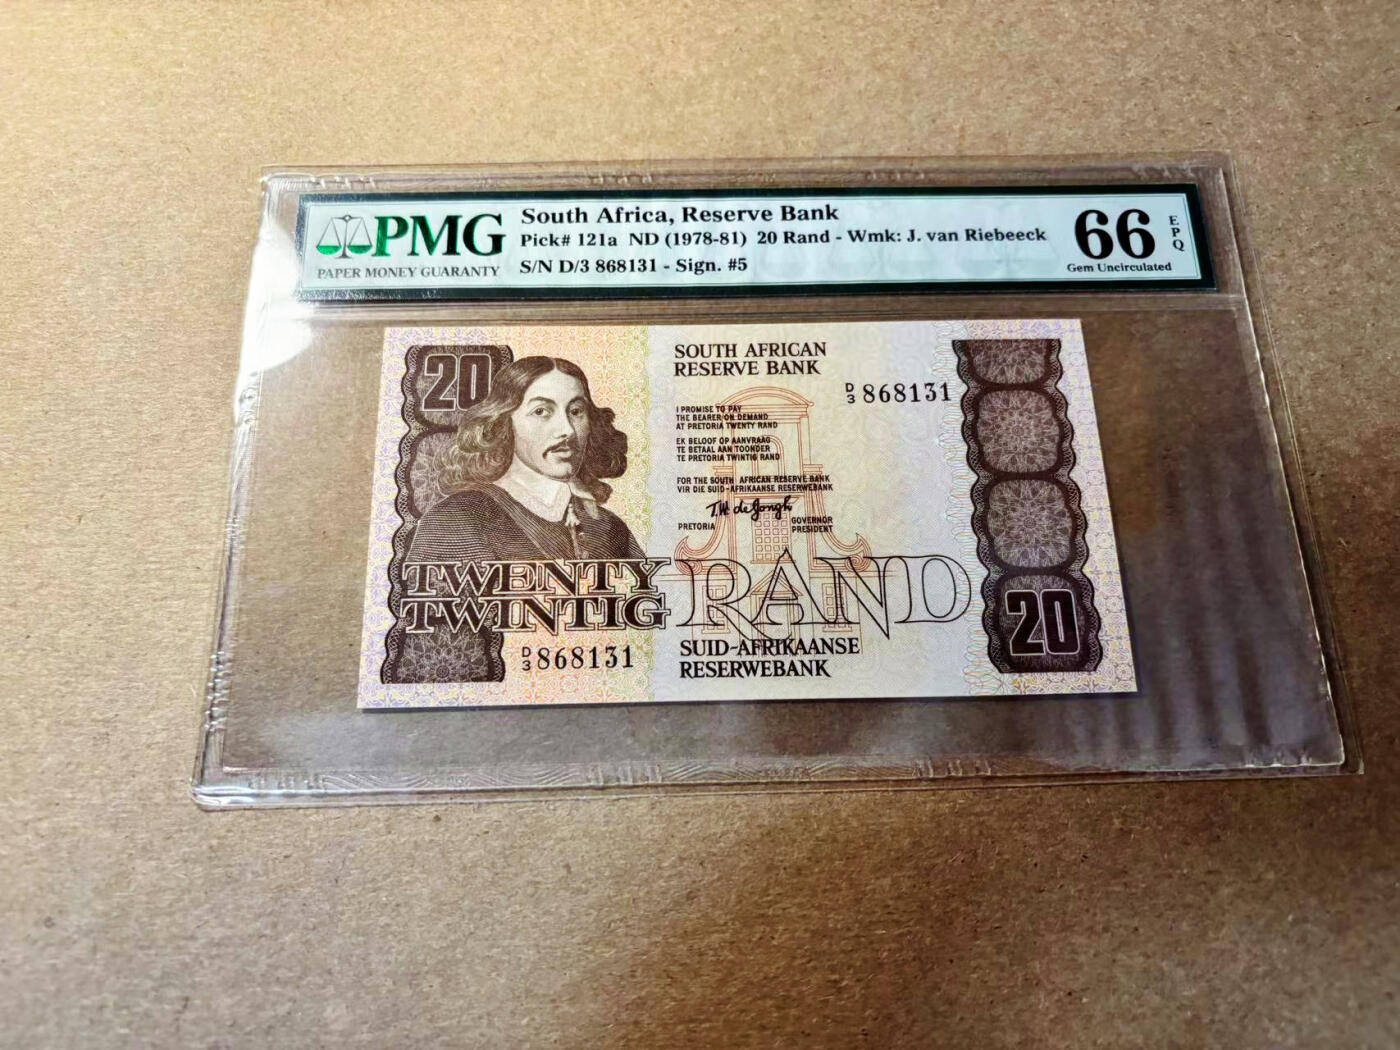 PMG
PAPER MONEY GUARANTY
South Africa, Reserve Bank
Pick# 121a ND (1978-81) 20 Rand - Wmk: J. van Riebeeck
S/N D/3 868131 - Sign. #5
66
EPQ
Gem Uncirculated
20
SOUTH AFRICAN
RESERVE BANK
D/3 868131
I PROMISE TO PAY
THE BEARER ON DEMAND
AT PRETORIA TWENTY RAND
EK BELOOF OP AANVRAAG
TE BETAAL AAN TOONDER
TE PRETORIA TWINTIG RAND
FOR THE SOUTH AFRICAN RESERVE BANK
VIR DIE SUID-AFRIKAANSE RESERWEBANK
T.W. de Jongh
PRETORIA
GOVERNOR
PRESIDENT
TWENTY
TWINTIG
RAND
D/3 868131
SUID-AFRIKAANSE
RESERWEBANK
20